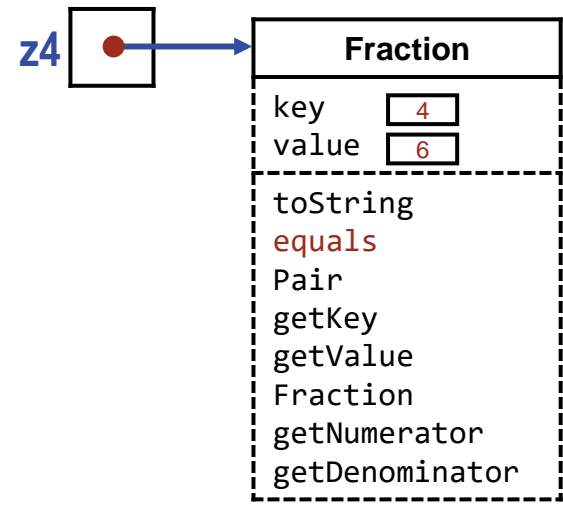 z4
Fraction
key 4
value 6
toString
equals
Pair
getKey
getValue
Fraction
getNumerator
getDenominator